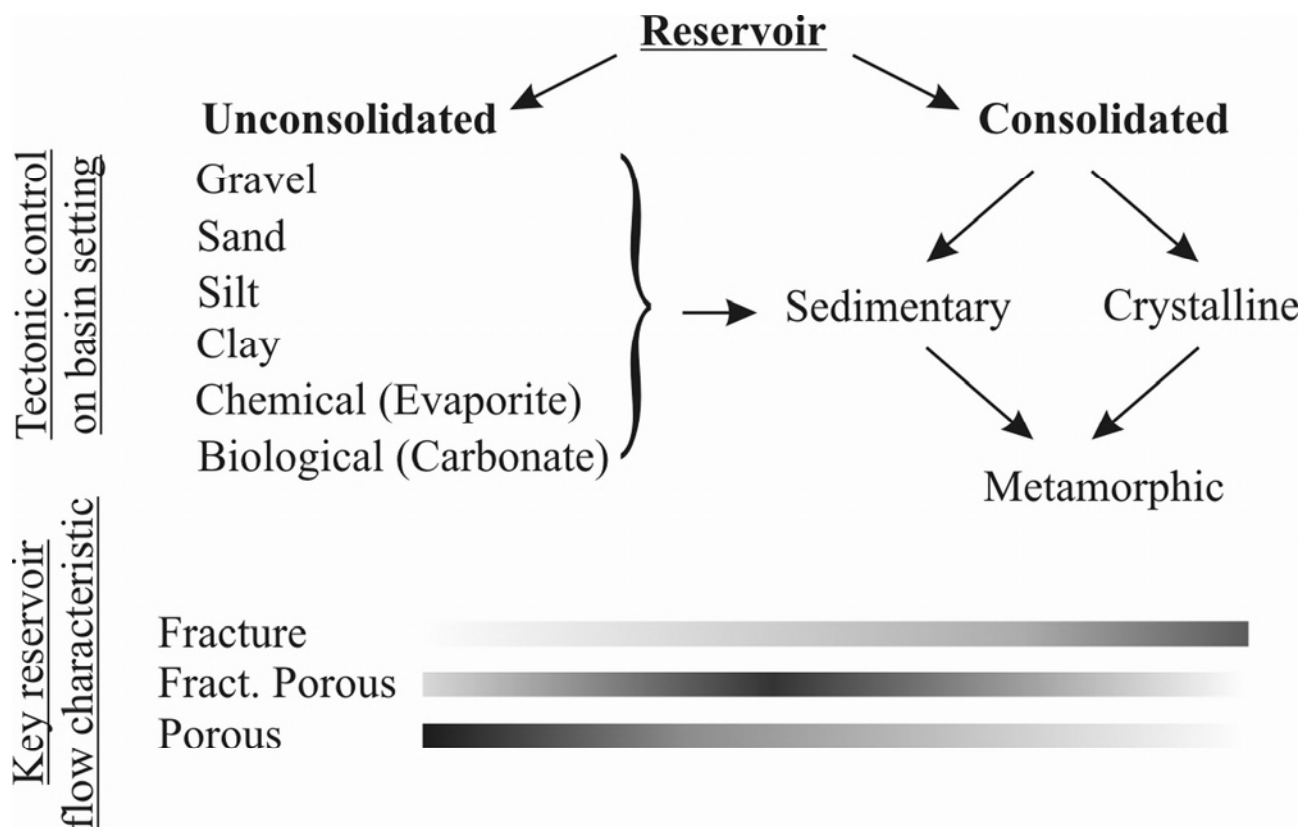 Reservoir
Unconsolidated
Consolidated
Tectonic control
on basin setting
Gravel
Sand
Silt
Clay
Chemical (Evaporite)
Biological (Carbonate)
Sedimentary
Crystalline
Metamorphic
Key reservoir
flow characteristic
Fracture
Fract. Porous
Porous